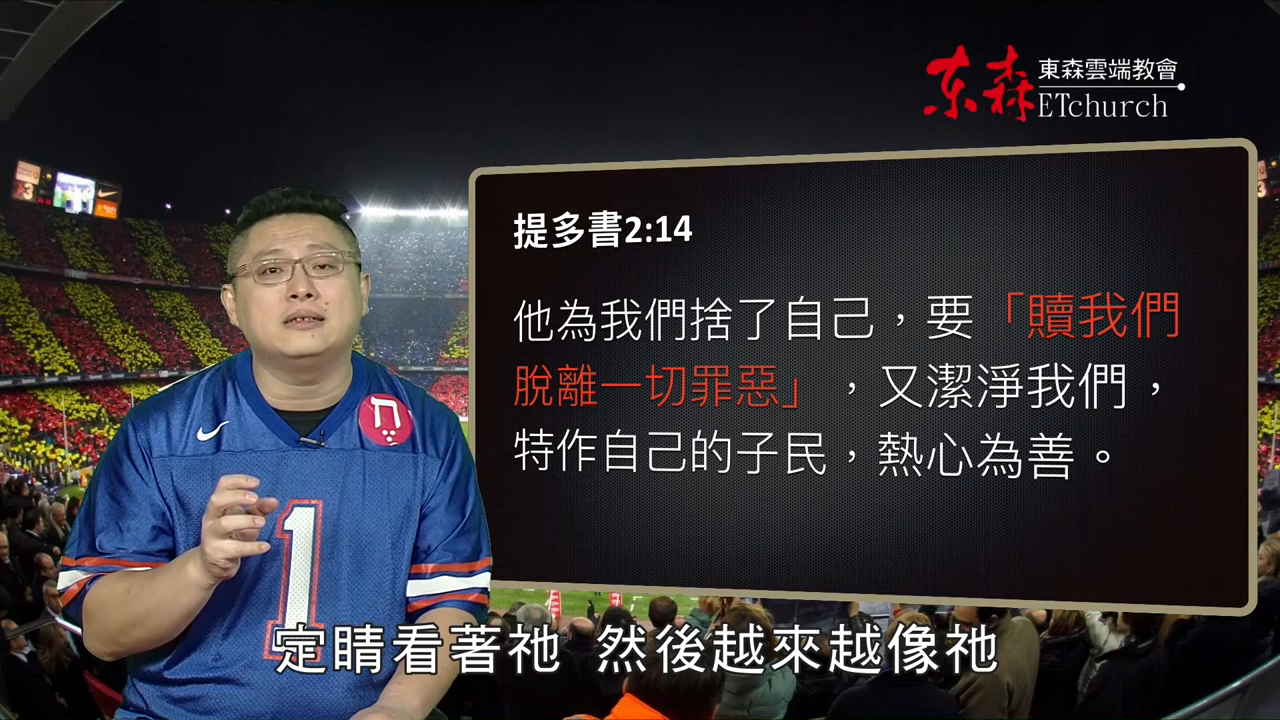 东森
東森雲端教會
ETchurch
提多書2:14
他為我們捨了自己，要「贖我們
脫離一切罪惡」，又潔淨我們，
特作自己的子民，熱心為善。
1
定睛看著祂 然後越來越像祂